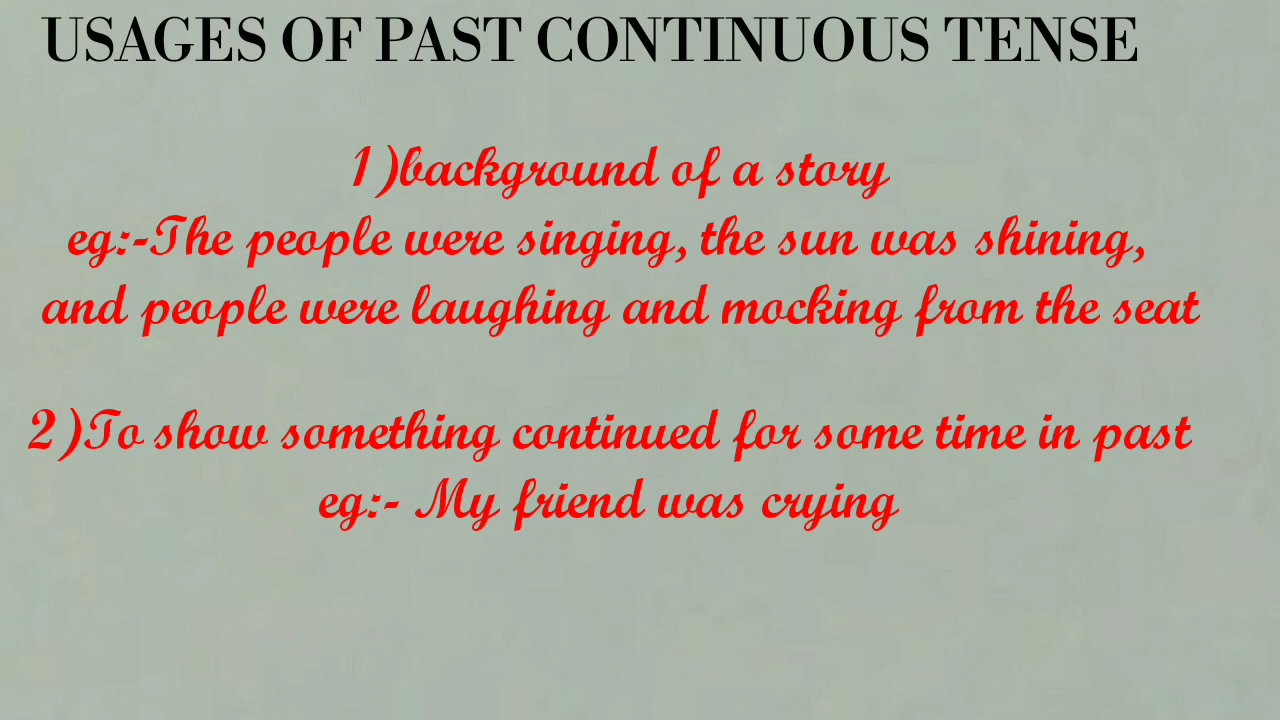 USAGES OF PAST CONTINUOUS TENSE
1)background of a story
eg:-The people were singing, the sun was shining,
and people were laughing and mocking from the seat
2)To show something continued for some time in past
eg:- My friend was crying